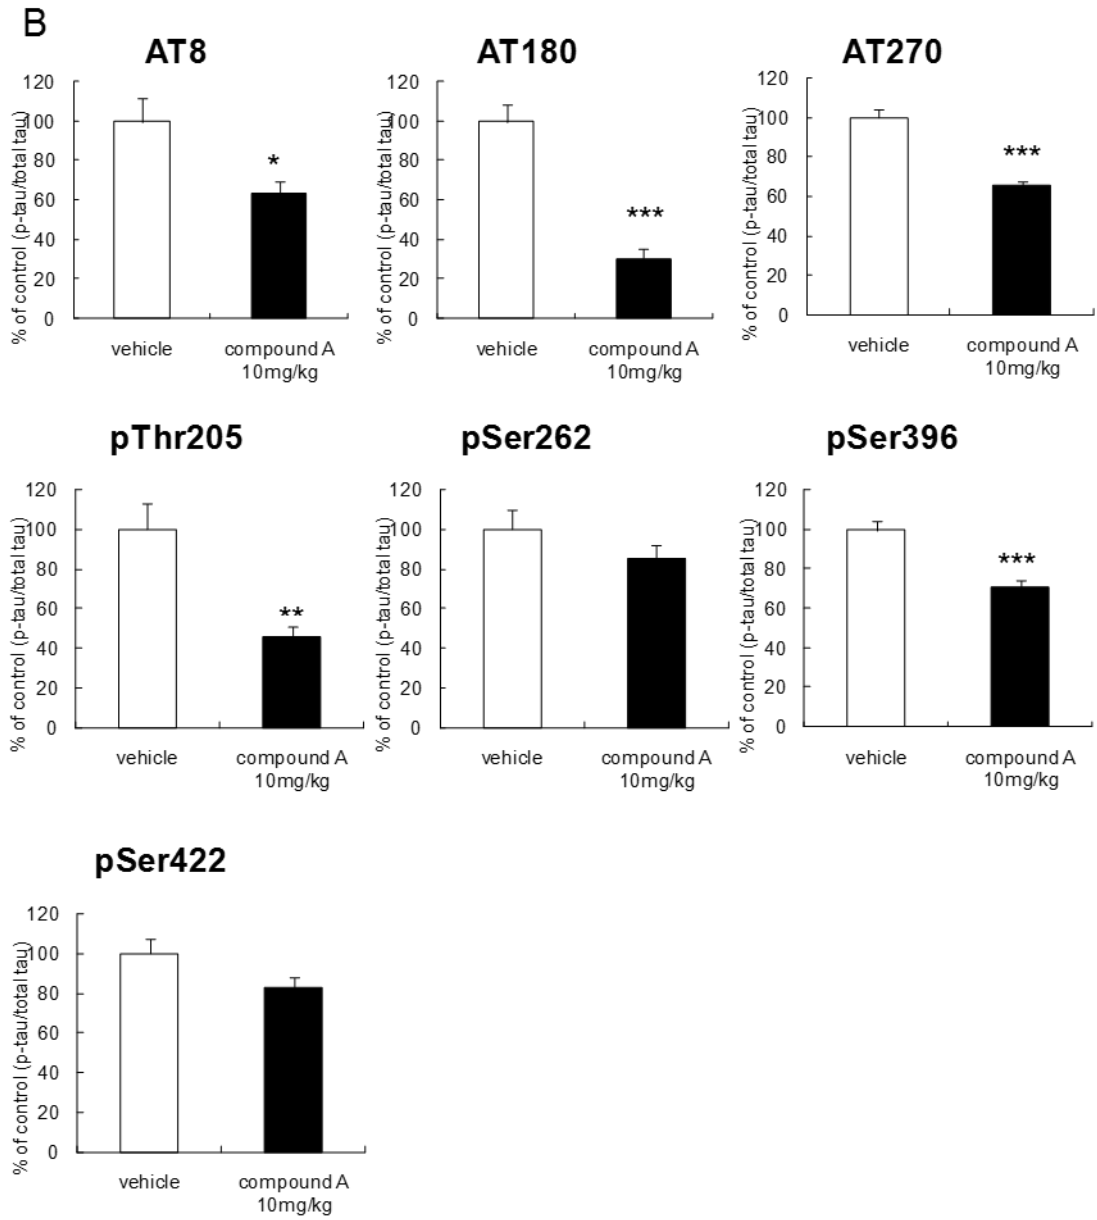 B
AT8
AT180
AT270
% of control (p-tau/total tau)
120
100
80
60
40
20
0
*
vehicle
compound A
10mg/kg
% of control (p-tau/total tau)
120
100
80
60
40
20
0
***
vehicle
compound A
10mg/kg
% of control (p-tau/total tau)
120
100
80
60
40
20
0
***
vehicle
compound A
10mg/kg
pThr205
pSer262
pSer396
% of control (p-tau/total tau)
120
100
80
60
40
20
0
**
vehicle
compound A
10mg/kg
% of control (p-tau/total tau)
120
100
80
60
40
20
0
vehicle
compound A
10mg/kg
% of control (p-tau/total tau)
120
100
80
60
40
20
0
***
vehicle
compound A
10mg/kg
pSer422
% of control (p-tau/total tau)
120
100
80
60
40
20
0
vehicle
compound A
10mg/kg